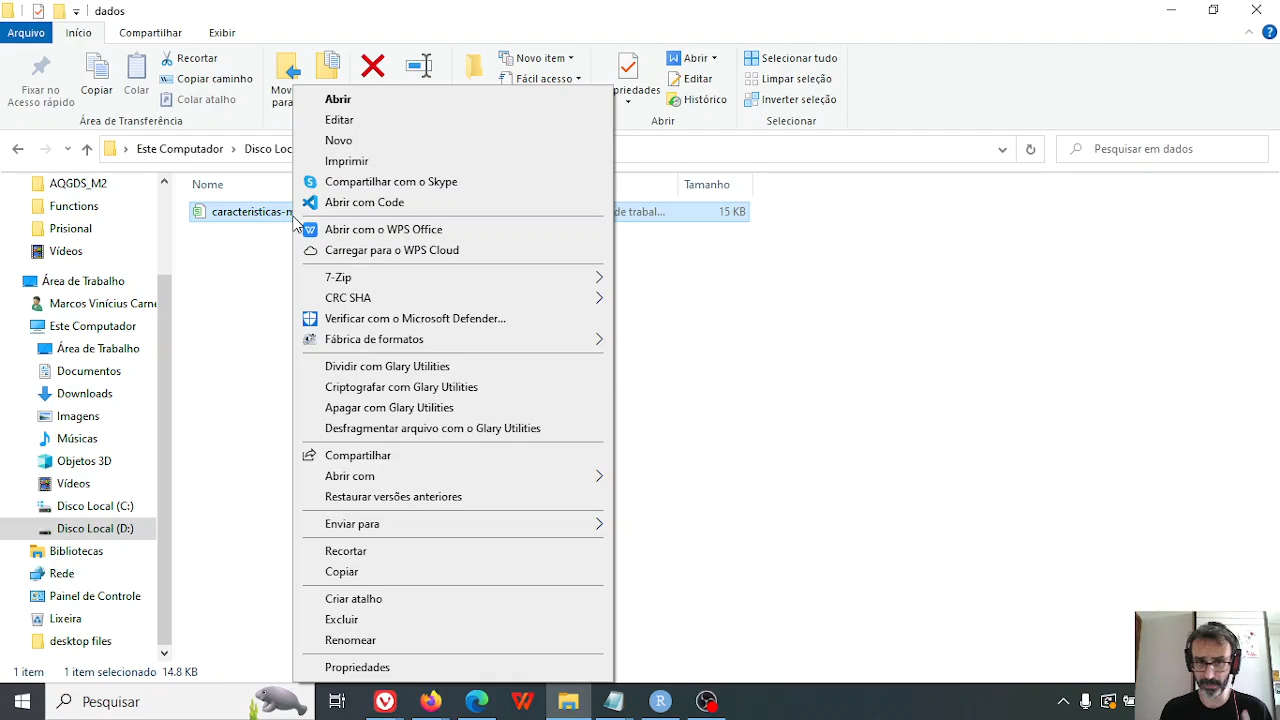 dados
Arquivo
Início
Compartilhar
Exibir
Fixar no
Acesso rápido
Copiar
Colar
Recortar
Copiar caminho
Colar atalho
Área de Transferência
Novo item
Fácil acesso
Abrir
Editar
Histórico
Abrir
Selecionar tudo
Limpar seleção
Inverter seleção
Selecionar
Este Computador
Pesquisar em dados
Nome
Tamanho
de trabal...
15 KB
AQGDS_M2
Functions
Prisional
Vídeos
Área de Trabalho
Este Computador
Área de Trabalho
Documentos
Downloads
Imagens
Músicas
Objetos 3D
Vídeos
Disco Local (C:)
Disco Local (D:)
Bibliotecas
Rede
Painel de Controle
Lixeira
desktop files
Abrir
Editar
Novo
Imprimir
Compartilhar com o Skype
Abrir com Code
Abrir com o WPS Office
Carregar para o WPS Cloud
7-Zip
CRC SHA
Verificar com o Microsoft Defender...
Fábrica de formatos
Dividir com Glary Utilities
Criptografar com Glary Utilities
Apagar com Glary Utilities
Desfragmentar arquivo com o Glary Utilities
Compartilhar
Abrir com
Restaurar versões anteriores
Enviar para
Recortar
Copiar
Criar atalho
Excluir
Renomear
Propriedades
1 item 1 item selecionado 14.8 KB
Pesquisar